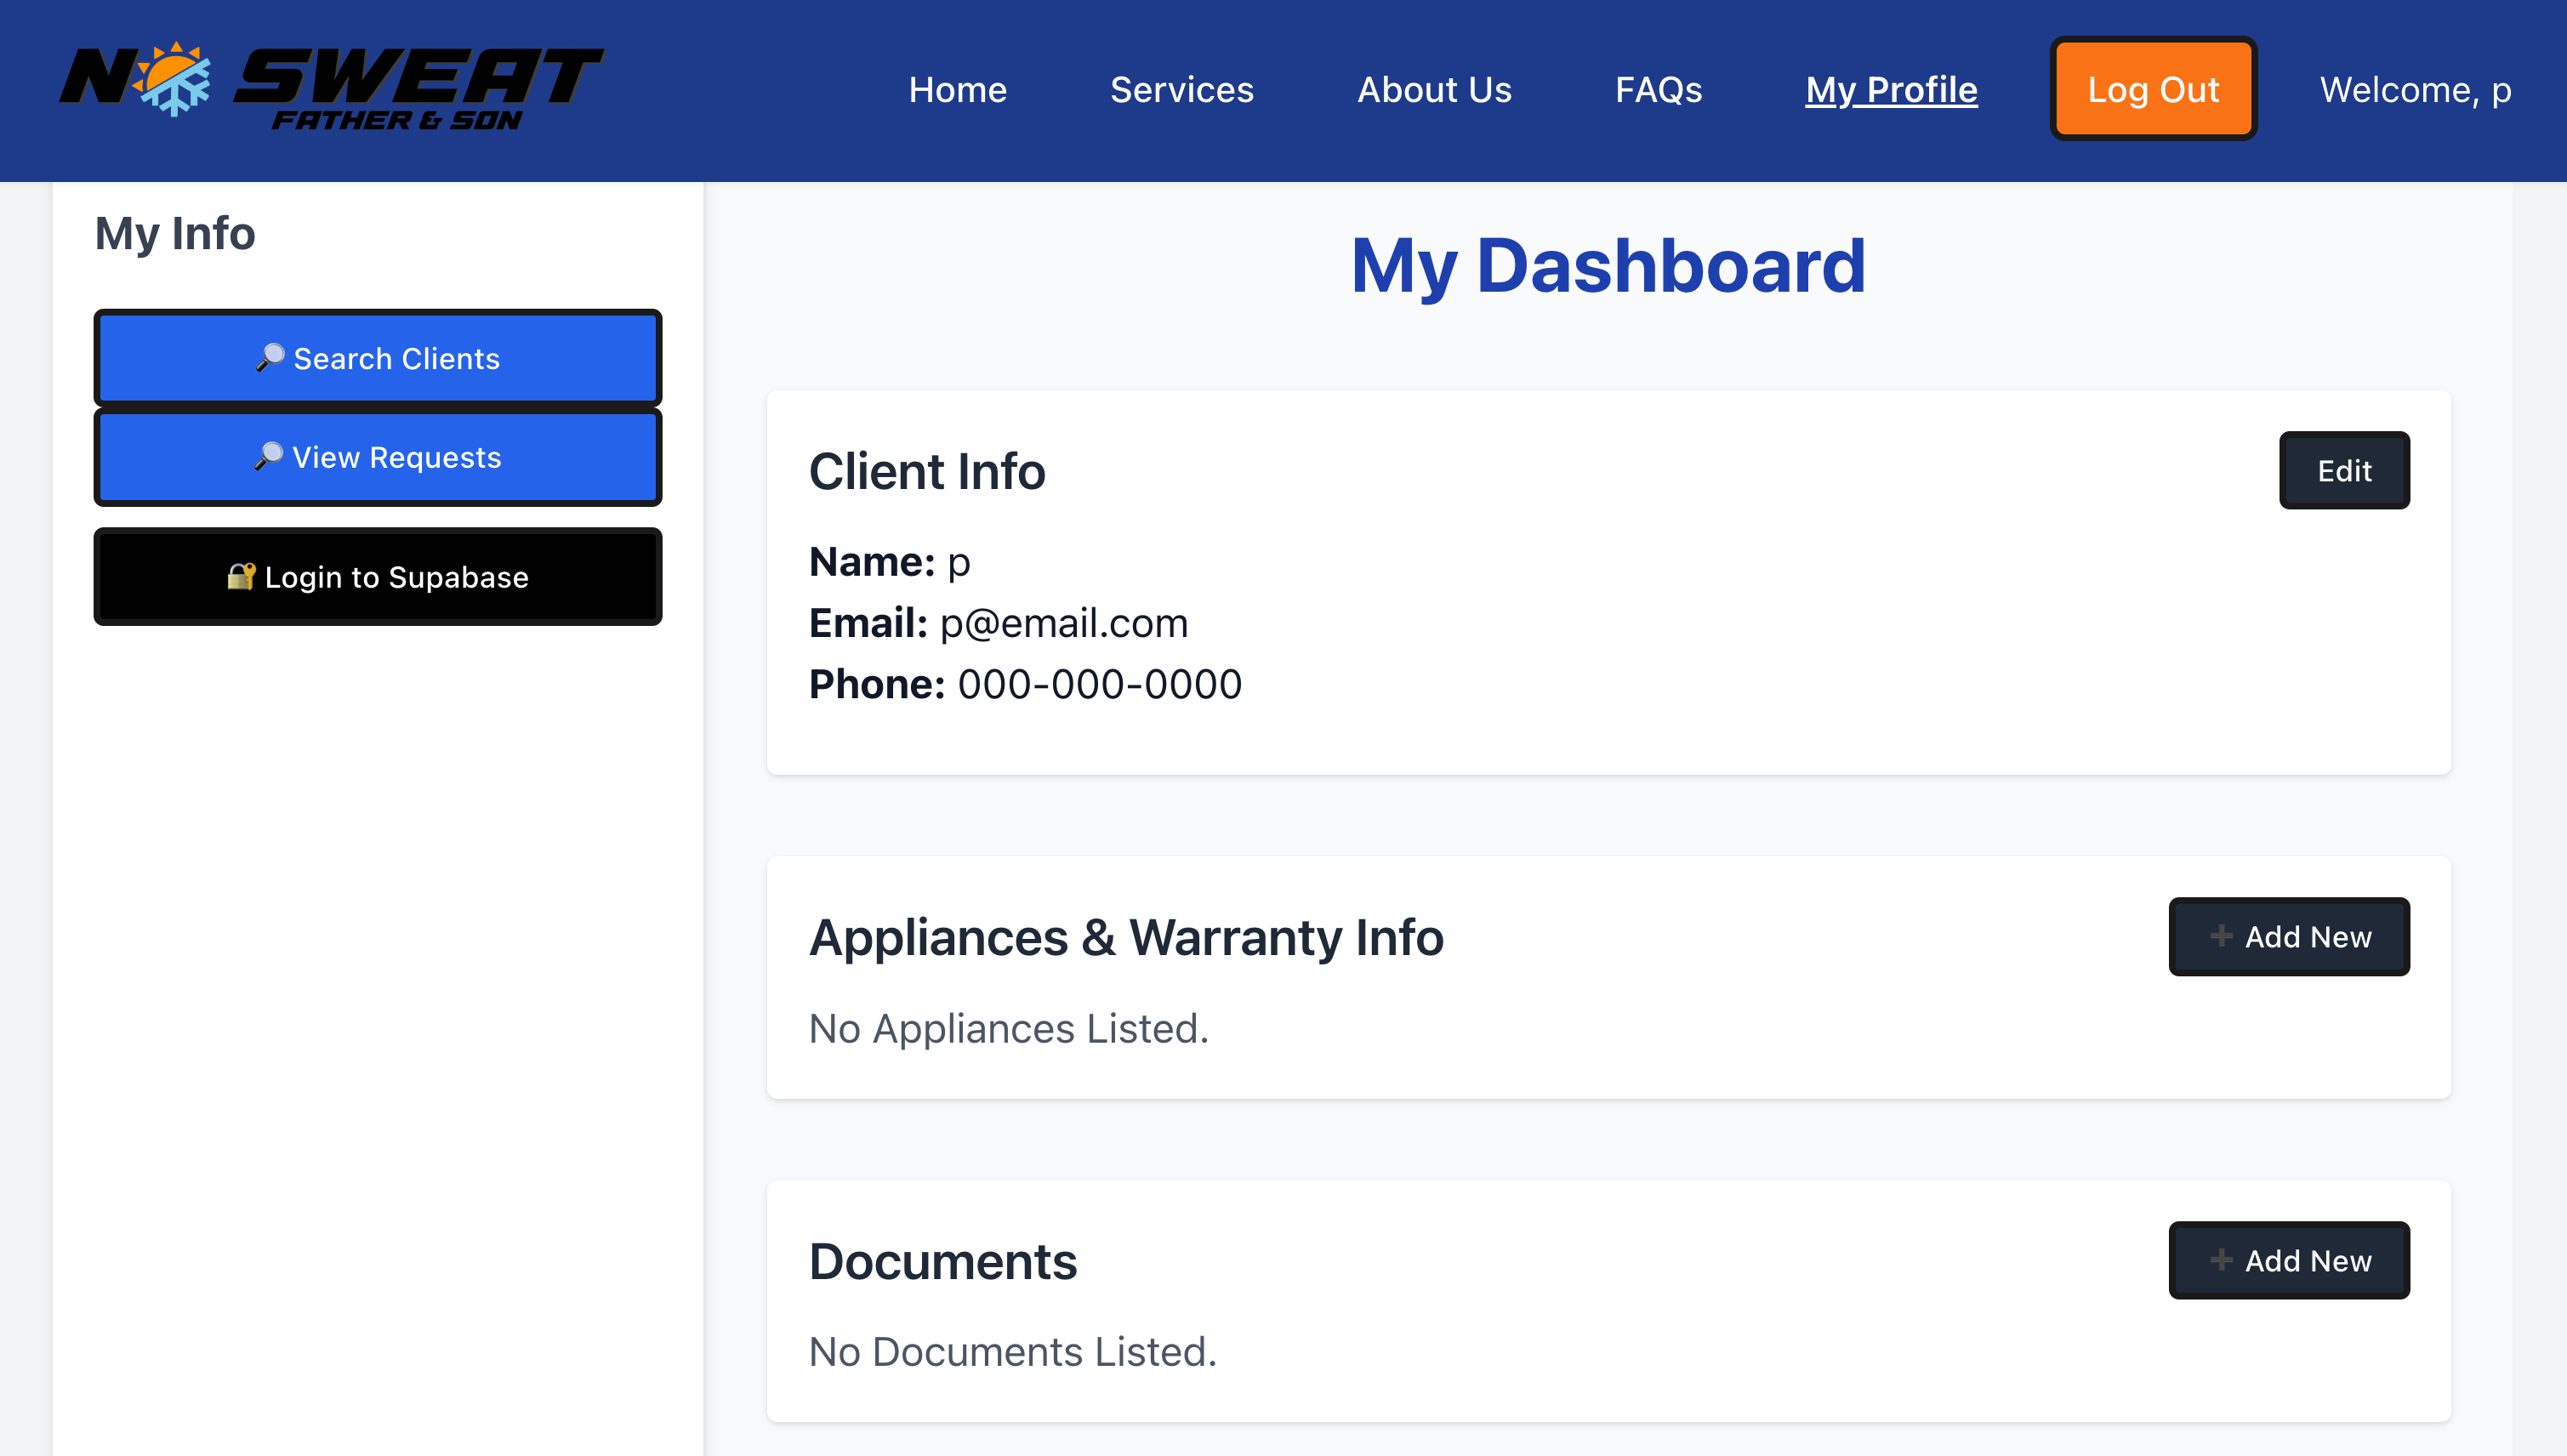 NO SWEAT
FATHER & SON
Home
Services
About Us
FAQs
My Profile
Log Out
Welcome, p
My Info
🔎 Search Clients
🔎 View Requests
🔐 Login to Supabase
My Dashboard
Client Info
Edit
Name: p
Email: p@email.com
Phone: 000-000-0000
Appliances & Warranty Info
➕ Add New
No Appliances Listed.
Documents
➕ Add New
No Documents Listed.